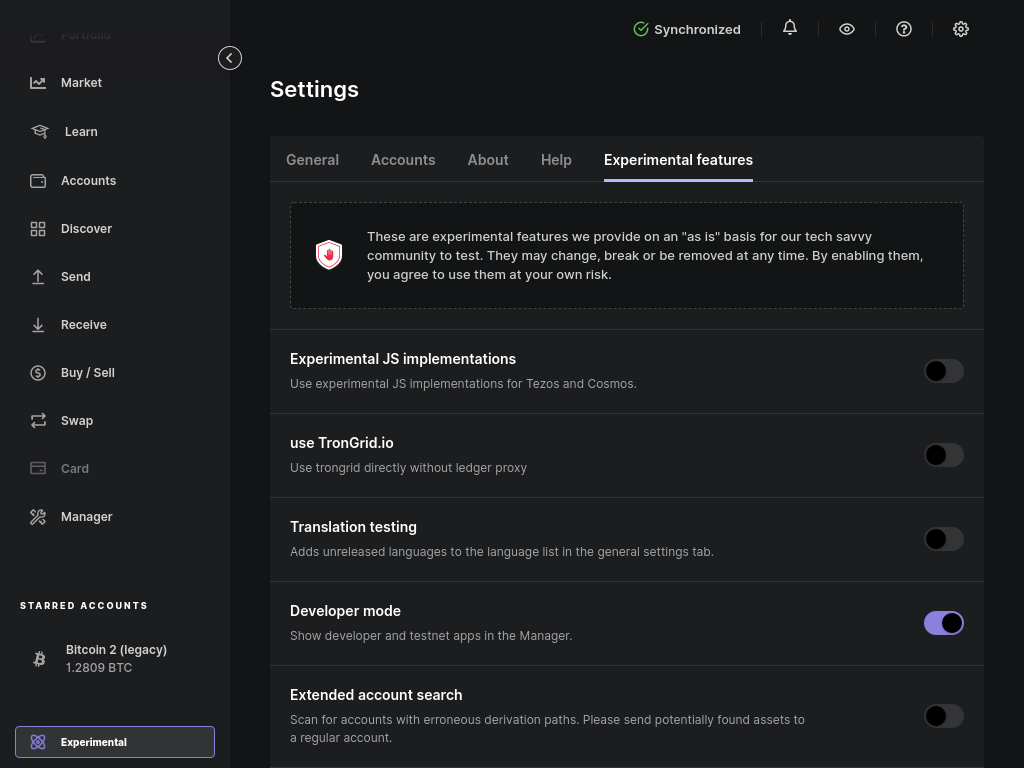 Portfolio
Market
Learn
Accounts
Discover
Send
Receive
Buy / Sell
Swap
Card
Manager
STARRED ACCOUNTS
Bitcoin 2 (legacy)
1.2809 BTC
Experimental
Synchronized
Settings
General Accounts About Help Experimental features
These are experimental features we provide on an "as is" basis for our tech savvy
community to test. They may change, break or be removed at any time. By enabling them,
you agree to use them at your own risk.
Experimental JS implementations
Use experimental JS implementations for Tezos and Cosmos.
use TronGrid.io
Use trongrid directly without ledger proxy
Translation testing
Adds unreleased languages to the language list in the general settings tab.
Developer mode
Show developer and testnet apps in the Manager.
Extended account search
Scan for accounts with erroneous derivation paths. Please send potentially found assets to
a regular account.